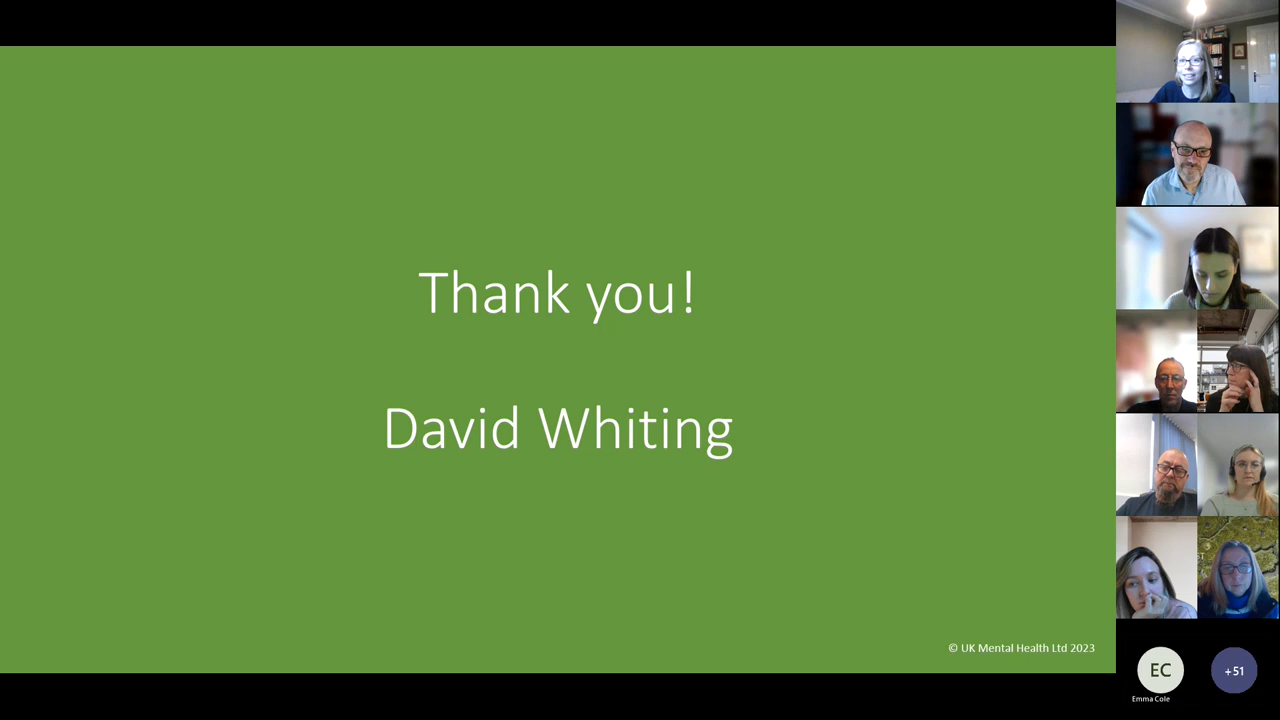 Thank you!
David Whiting
© UK Mental Health Ltd 2023
EC
+51
Emma Cole